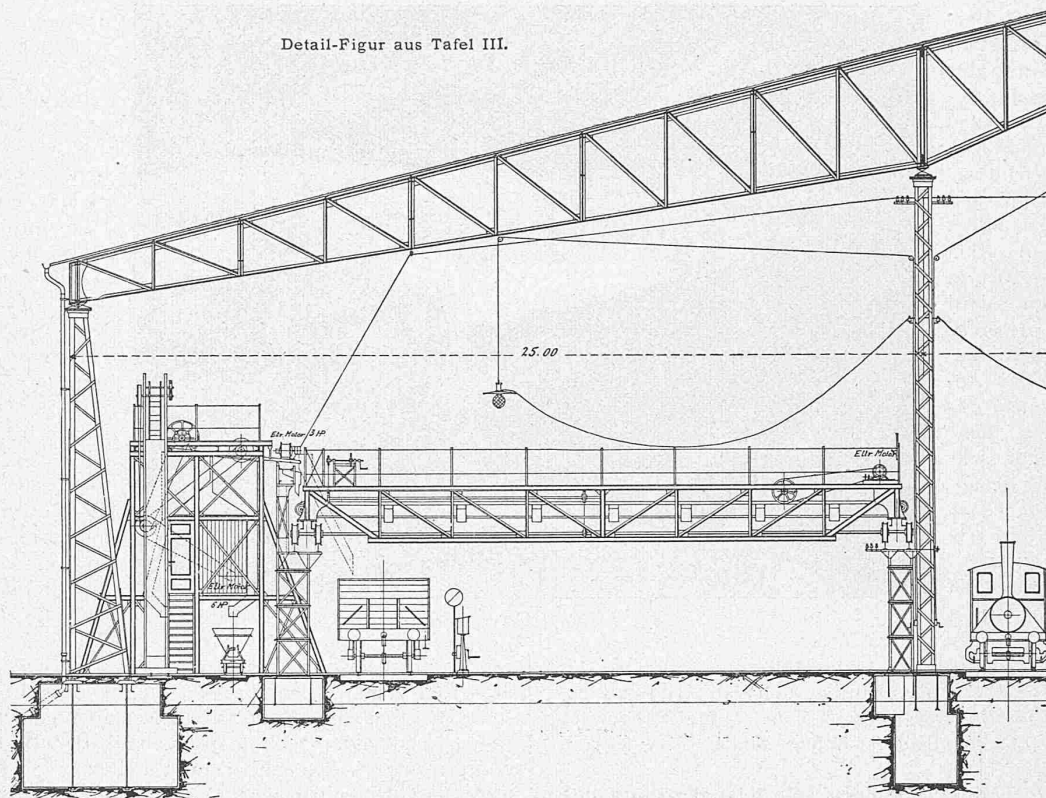 Detail-Figur aus Tafel III.
25.00
Eltr. Motor 3 HP
Eltr Motor
Eltr Motor
6 HP